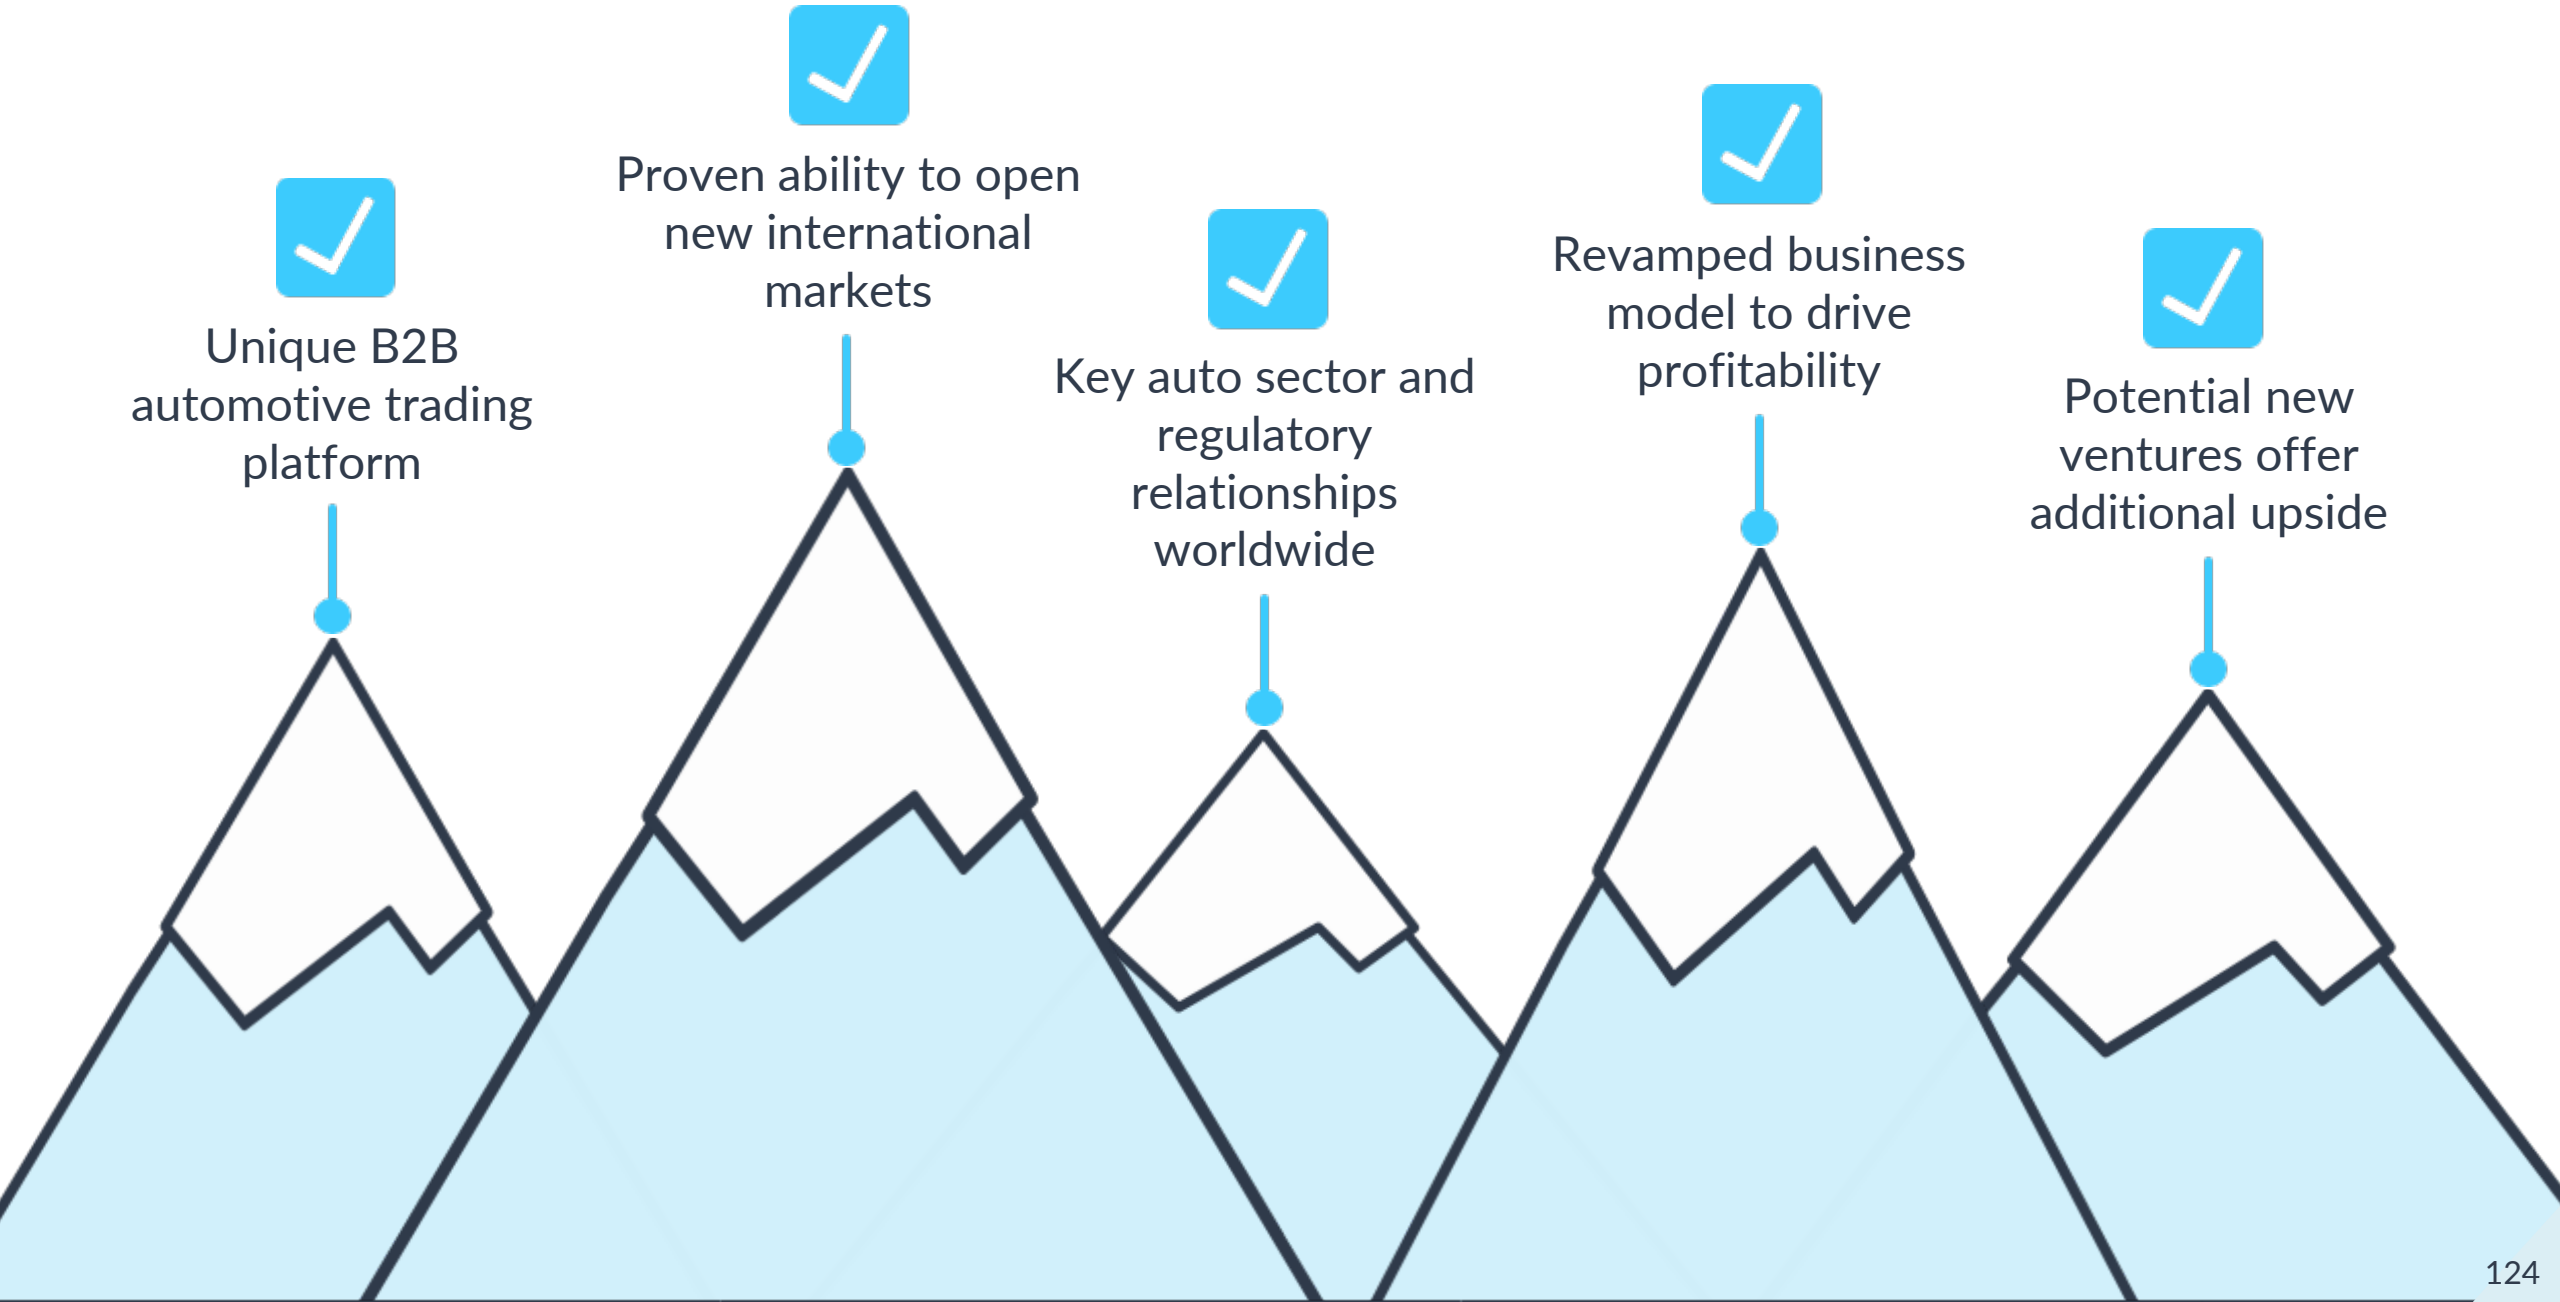 Unique B2B
automotive trading
platform
Proven ability to open
new international
markets
Key auto sector and
regulatory
relationships
worldwide
Revamped business
model to drive
profitability
Potential new
ventures offer
additional upside
124